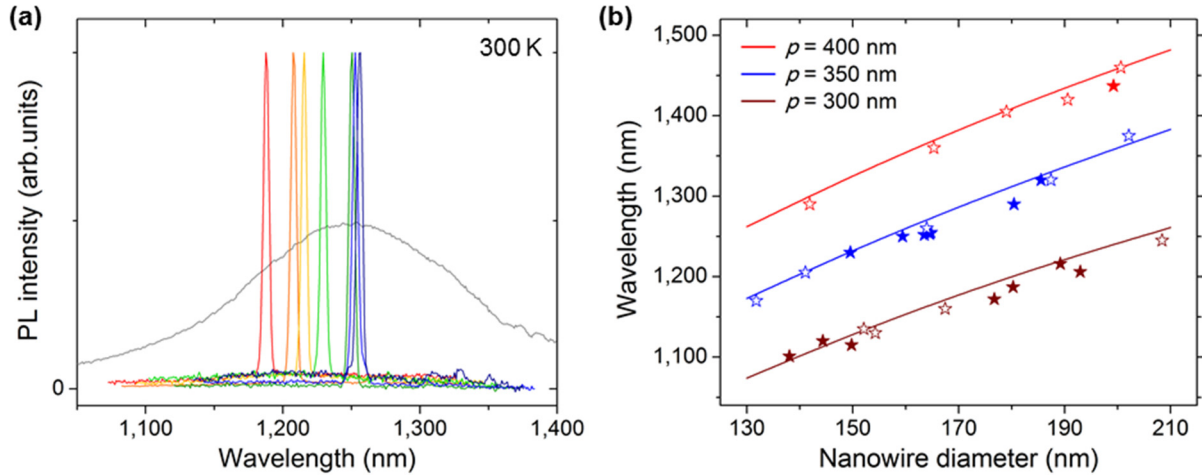 (a)
300 K
PL intensity (arb.units)
0
1,100
1,200
1,300
1,400
Wavelength (nm)
(b)
p = 400 nm
p = 350 nm
p = 300 nm
Wavelength (nm)
1,500
1,400
1,300
1,200
1,100
130
150
170
190
210
Nanowire diameter (nm)